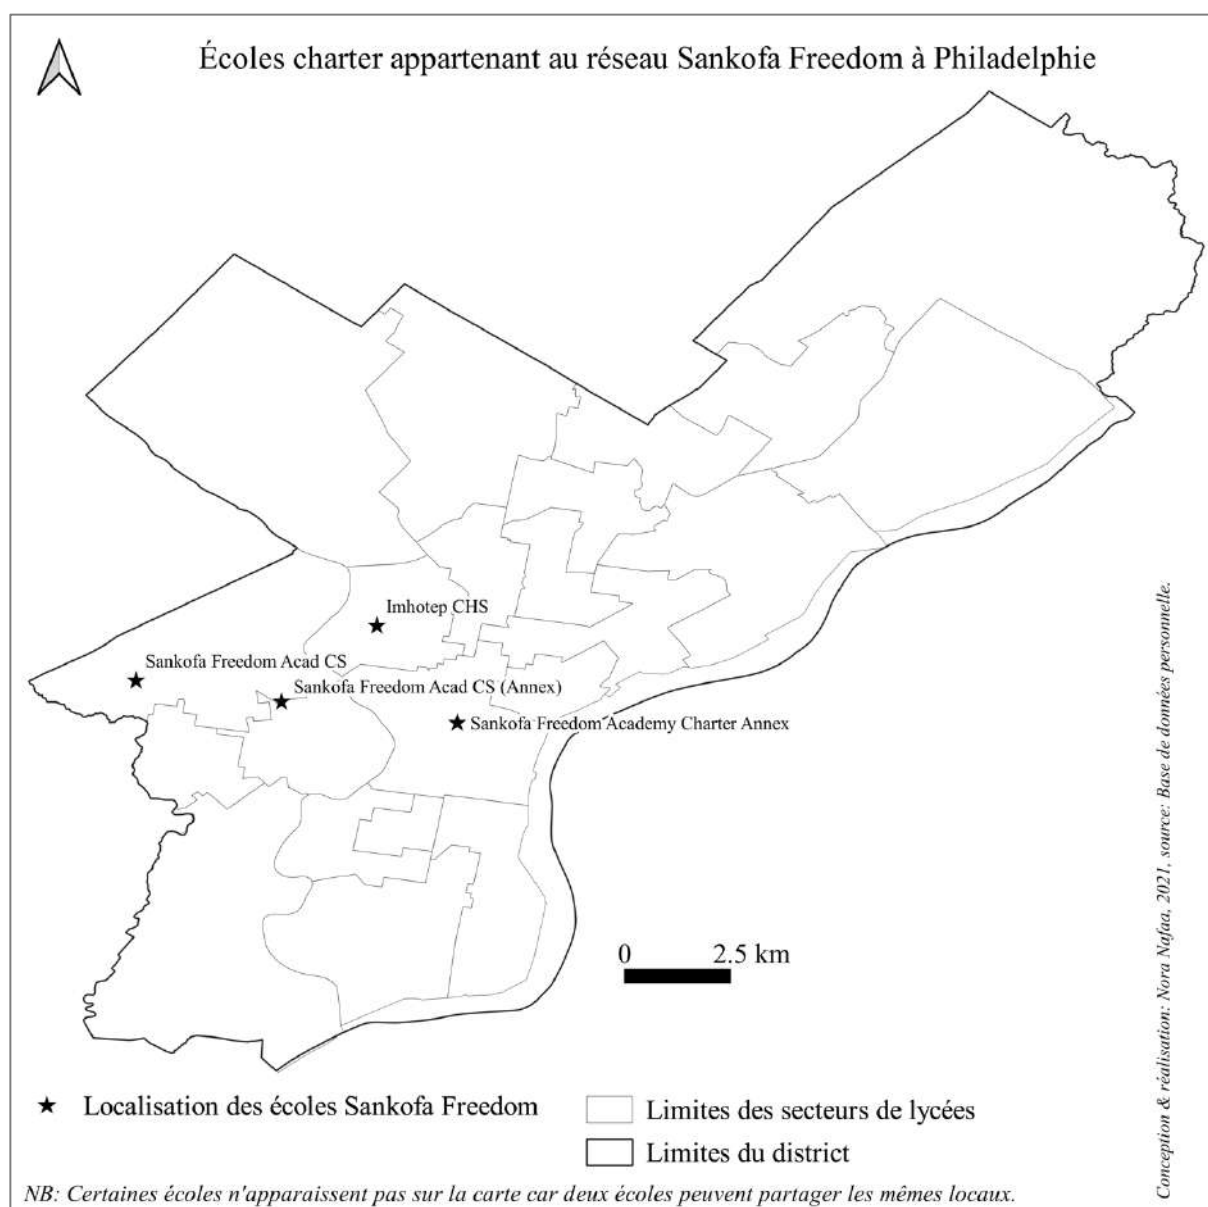 Écoles charter appartenant au réseau Sankofa Freedom à Philadelphie
Imhotep CHS
Sankofa Freedom Acad CS
Sankofa Freedom Acad CS (Annex)
Sankofa Freedom Academy Charter Annex
0 2.5 km
Localisation des écoles Sankofa Freedom
Limites des secteurs de lycées
Limites du district
NB: Certaines écoles n'apparaissent pas sur la carte car deux écoles peuvent partager les mêmes locaux.
Conception & réalisation: Nora Nafaa, 2021, source: Base de données personnelle.